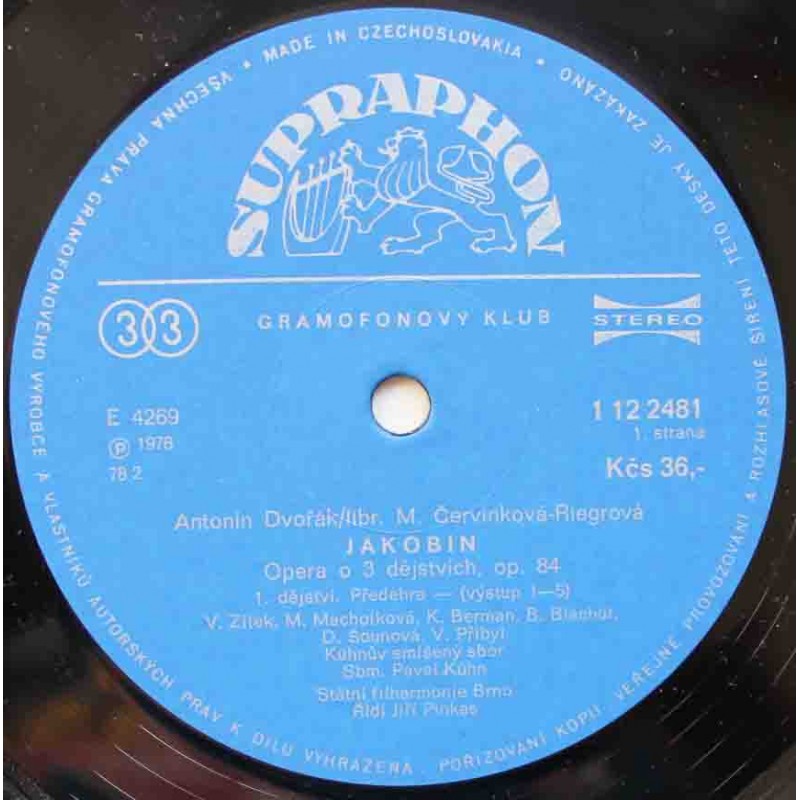 VŠECHNA PRÁVA GRAMOFONOVÉHO VÝROBCE A VLASTNÍKŮ AUTORSKÝCH PRÁV K DÍLU VYHRAZENA. POŘIZOVÁNÍ KOPIÍ, VEŘEJNÉ PROVOZOVÁNÍ A ROZHLASOVÉ ŠÍŘENÍ TÉTO DESKY JE ZAKÁZÁNO • MADE IN CZECHOSLOVAKIA •
SUPRAPHON
33
GRAMOFONOVÝ KLUB
STEREO
E 4269
℗ 1978
78 2
1 12 2481
1. strana
Kčs 36,-
Antonín Dvořák/libr. M. Červinková-Riegrová
JAKOBÍN
Opera o 3 dějstvích, op. 84
1. dějství. Předehra — (výstup 1—5)
V. Zítek, M. Machotková, K. Berman, B. Blachut,
D. Šounová, V. Přibyl
Kühnův smíšený sbor
Sbm. Pavel Kühn
Státní filharmonie Brno
Řídí Jiří Pinkas